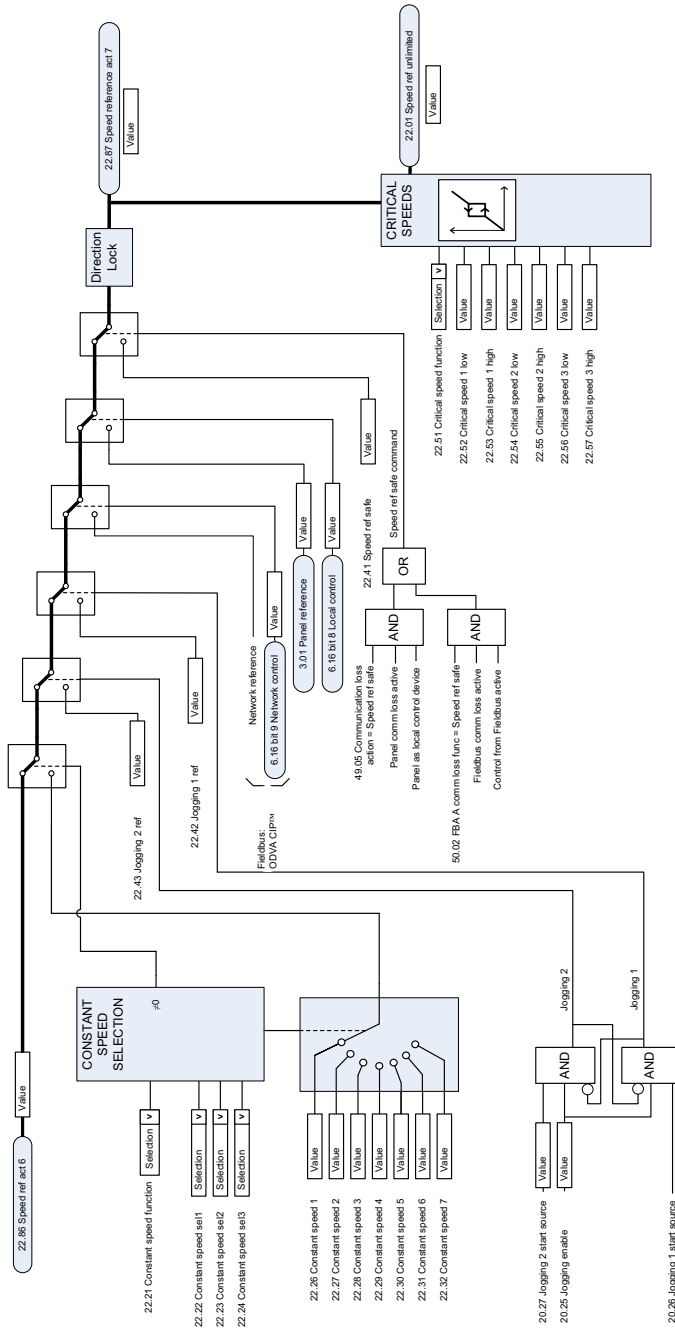 22.86 Speed ref act 6
Value
22.87 Speed reference act 7
Value
Direction
Lock
22.21 Constant speed function
Selection
v
22.22 Constant speed sel1
Selection
v
22.23 Constant speed sel2
Selection
v
22.24 Constant speed sel3
Selection
v
CONSTANT
SPEED
SELECTION
≠0
22.26 Constant speed 1
Value
22.27 Constant speed 2
Value
22.28 Constant speed 3
Value
22.29 Constant speed 4
Value
22.30 Constant speed 5
Value
22.31 Constant speed 6
Value
22.32 Constant speed 7
Value
22.43 Jogging 2 ref
Value
22.42 Jogging 1 ref
Value
Fieldbus:
ODVA CIP™
Network reference
6.16 bit 9 Network control
Value
3.01 Panel reference
Value
6.16 bit 8 Local control
Value
22.41 Speed ref safe
Value
49.05 Communication loss
action = Speed ref safe
Panel comm loss active
Panel as local control device
AND
50.02 FBA A comm loss func = Speed ref safe
Fieldbus comm loss active
Control from Fieldbus active
AND
OR
Speed ref safe command
22.51 Critical speed function
Selection
v
22.52 Critical speed 1 low
Value
22.53 Critical speed 1 high
Value
22.54 Critical speed 2 low
Value
22.55 Critical speed 2 high
Value
22.56 Critical speed 3 low
Value
22.57 Critical speed 3 high
Value
CRITICAL
SPEEDS
22.01 Speed ref unlimited
Value
20.27 Jogging 2 start source
Value
20.25 Jogging enable
Value
20.26 Jogging 1 start source
AND
AND
Jogging 2
Jogging 1